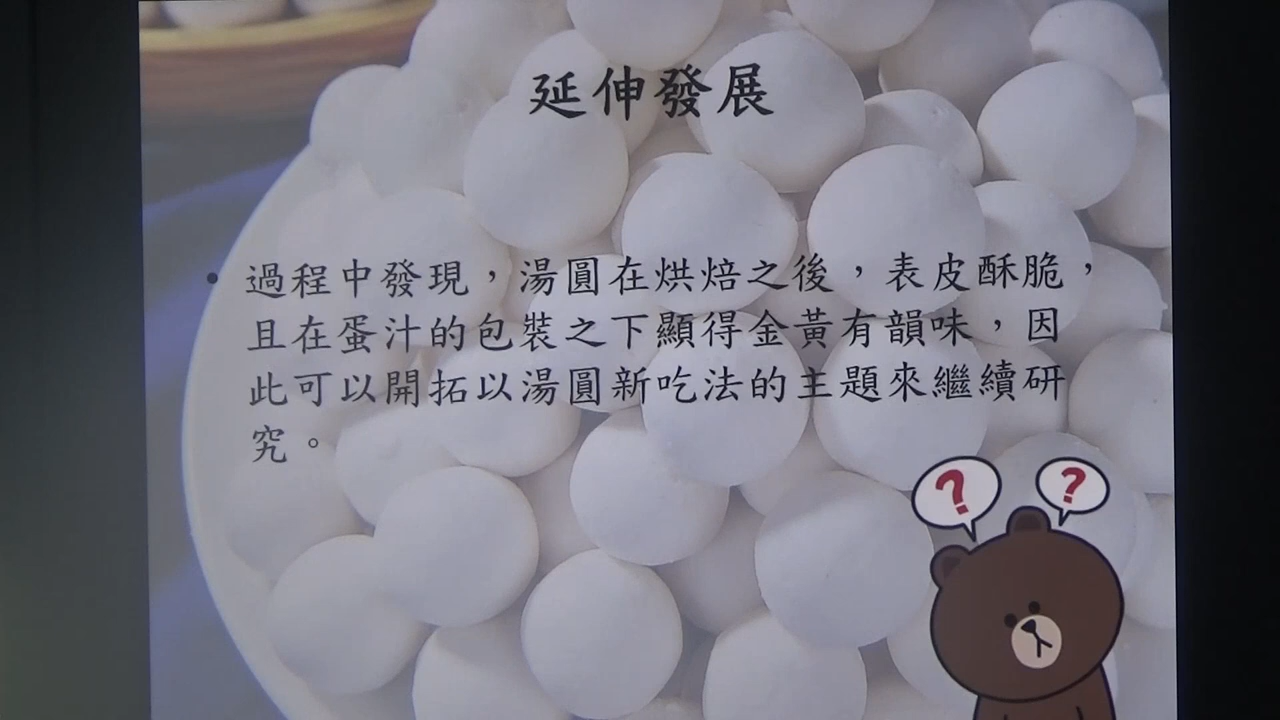 延伸發展
• 過程中發現，湯圓在烘焙之後，表皮酥脆，
且在蛋汁的包裝之下顯得金黃有韻味，因
此可以開拓以湯圓新吃法的主題來繼續研
究。
? ?